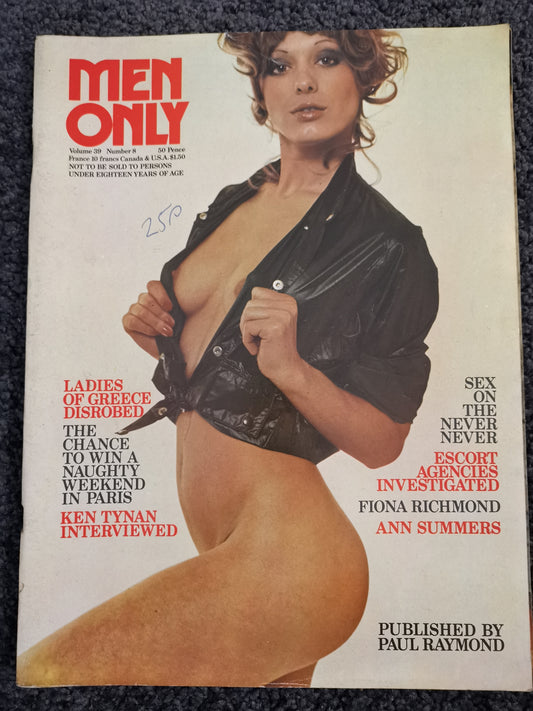 MEN
ONLY
Volume 39 Number 8 50 Pence
France 10 francs Canada & U.S.A. $1.50
NOT TO BE SOLD TO PERSONS
UNDER EIGHTEEN YEARS OF AGE
25p
LADIES
OF GREECE
DISROBED
THE
CHANCE
TO WIN A
NAUGHTY
WEEKEND
IN PARIS
KEN TYNAN
INTERVIEWED
SEX
ON
THE
NEVER
NEVER
ESCORT
AGENCIES
INVESTIGATED
FIONA RICHMOND
ANN SUMMERS
PUBLISHED BY
PAUL RAYMOND